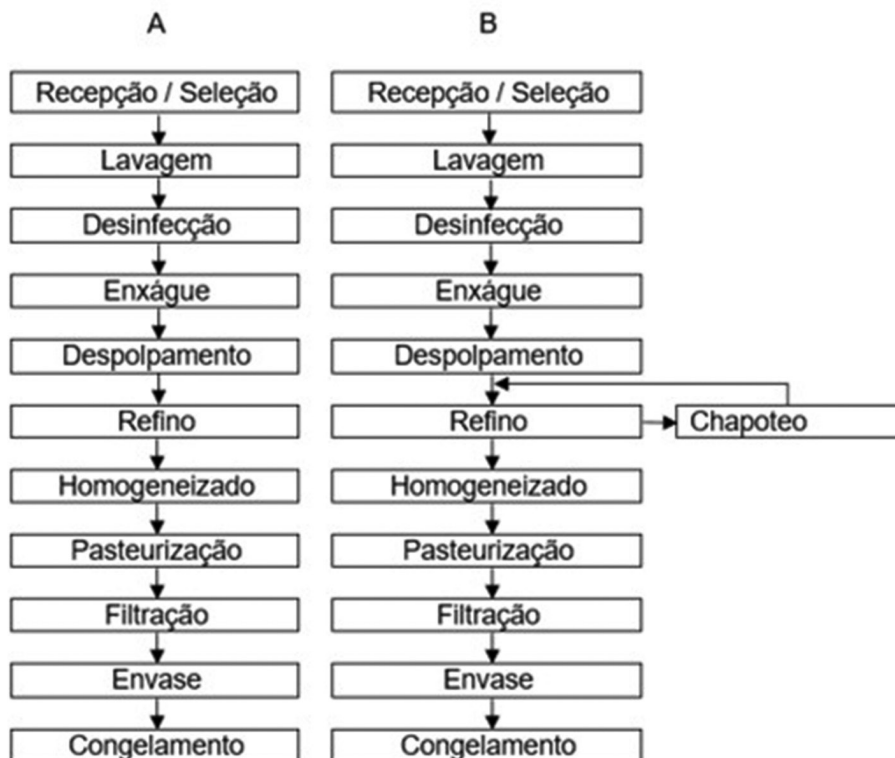 A
Recepção / Seleção
Lavagem
Desinfecção
Enxágue
Despolpamento
Refino
Homogeneizado
Pasteurização
Filtração
Envase
Congelamento
B
Recepção / Seleção
Lavagem
Desinfecção
Enxágue
Despolpamento
Refino
Chapoteo
Homogeneizado
Pasteurização
Filtração
Envase
Congelamento